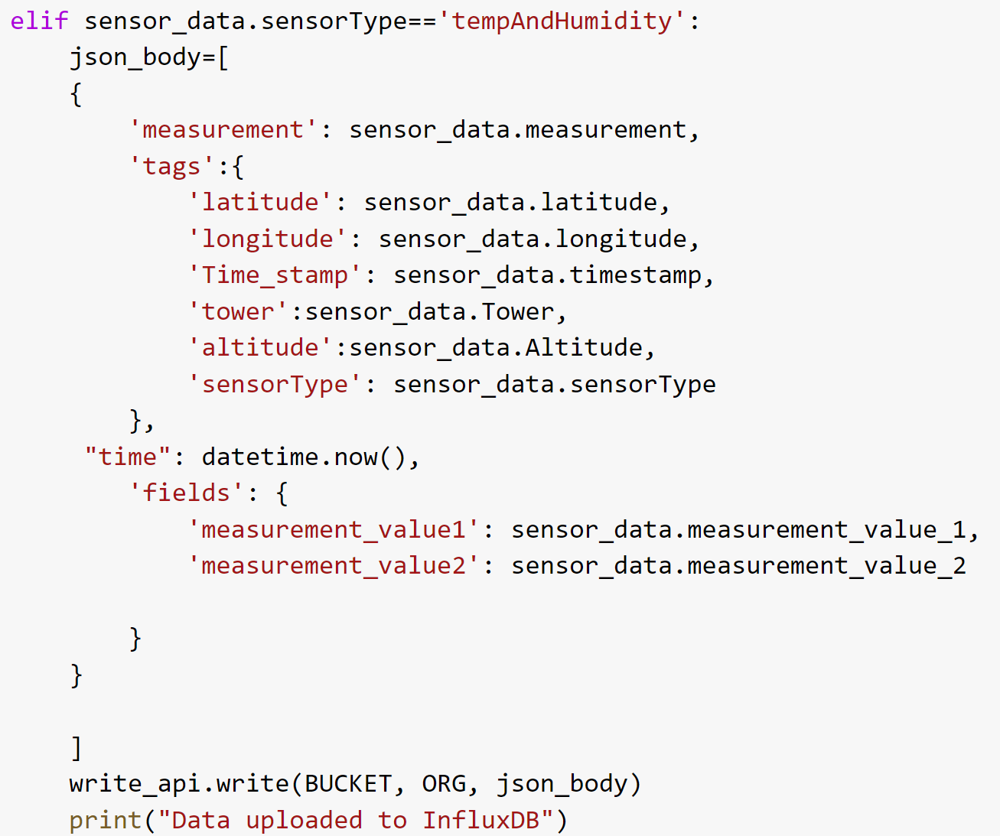 elif sensor_data.sensorType=='tempAndHumidity':
    json_body=[
    {
        'measurement': sensor_data.measurement,
        'tags':{
            'latitude': sensor_data.latitude,
            'longitude': sensor_data.longitude,
            'Time_stamp': sensor_data.timestamp,
            'tower':sensor_data.Tower,
            'altitude':sensor_data.Altitude,
            'sensorType': sensor_data.sensorType
        },
     "time": datetime.now(),
        'fields': {
            'measurement_value1': sensor_data.measurement_value_1,
            'measurement_value2': sensor_data.measurement_value_2
        }
    }
    ]
    write_api.write(BUCKET, ORG, json_body)
    print("Data uploaded to InfluxDB")